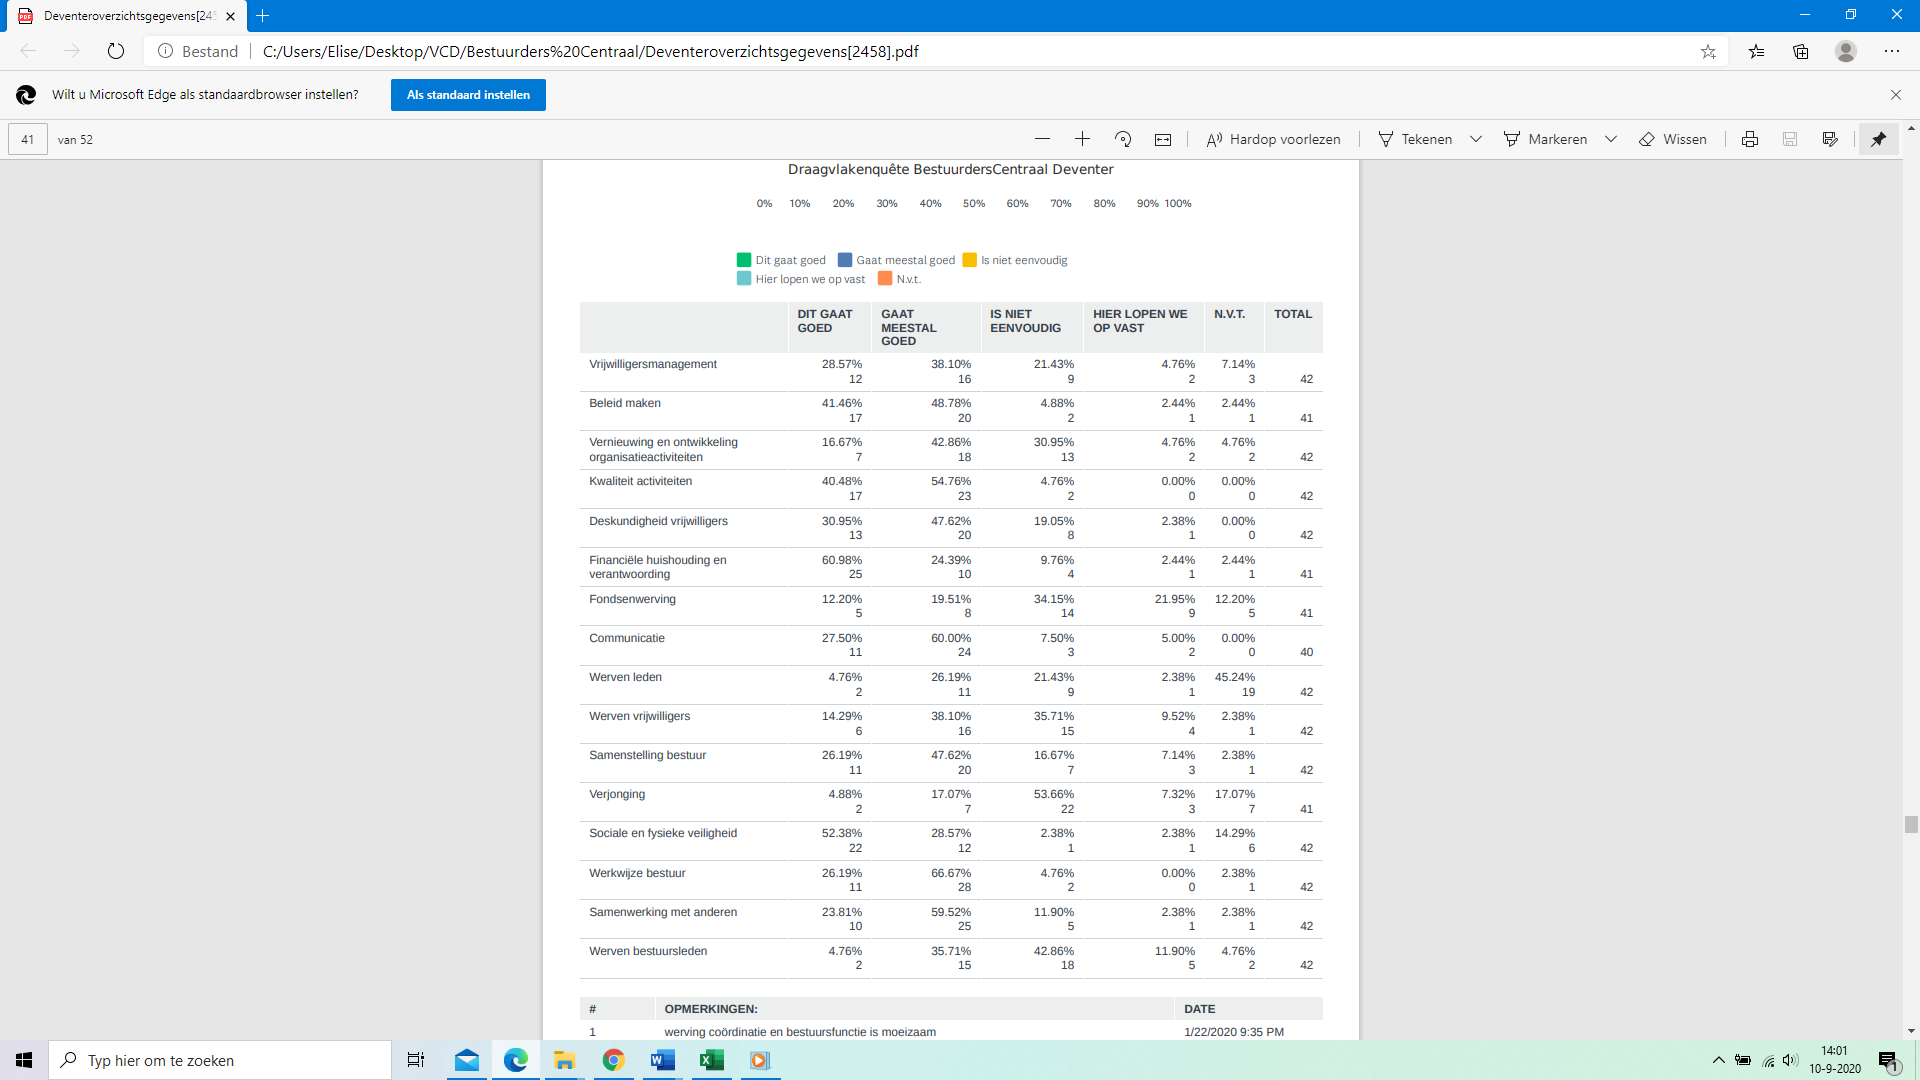 Deventeroverzichtsgegevens[245
Bestand
C:/Users/Elise/Desktop/VCD/Bestuurders%20Centraal/Deventeroverzichtsgegevens[2458].pdf
Wilt u Microsoft Edge als standaardbrowser instellen? Als standaard instellen
41 van 52 Hardop voorlezen Tekenen Markeren Wissen
Draagvlakenquête BestuurdersCentraal Deventer
0% 10% 20% 30% 40% 50% 60% 70% 80% 90% 100%
Dit gaat goed Gaat meestal goed Is niet eenvoudig
Hier lopen we op vast N.v.t.
DIT GAAT GAAT IS NIET HIER LOPEN WE N.V.T. TOTAL
GOED MEESTAL EENVOUDIG OP VAST
GOED
Vrijwilligersmanagement 28.57% 38.10% 21.43% 4.76% 7.14%
12 16 9 2 3 42
Beleid maken 41.46% 48.78% 4.88% 2.44% 2.44%
17 20 2 1 1 41
Vernieuwing en ontwikkeling 16.67% 42.86% 30.95% 4.76% 4.76%
organisatieactiviteiten 7 18 13 2 2 42
Kwaliteit activiteiten 40.48% 54.76% 4.76% 0.00% 0.00%
17 23 2 0 0 42
Deskundigheid vrijwilligers 30.95% 47.62% 19.05% 2.38% 0.00%
13 20 8 1 0 42
Financiële huishouding en 60.98% 24.39% 9.76% 2.44% 2.44%
verantwoording 25 10 4 1 1 41
Fondsenwerving 12.20% 19.51% 34.15% 21.95% 12.20%
5 8 14 9 5 41
Communicatie 27.50% 60.00% 7.50% 5.00% 0.00%
11 24 3 2 0 40
Werven leden 4.76% 26.19% 21.43% 2.38% 45.24%
2 11 9 1 19 42
Werven vrijwilligers 14.29% 38.10% 35.71% 9.52% 2.38%
6 16 15 4 1 42
Samenstelling bestuur 26.19% 47.62% 16.67% 7.14% 2.38%
11 20 7 3 1 42
Verjonging 4.88% 17.07% 53.66% 7.32% 17.07%
2 7 22 3 7 41
Sociale en fysieke veiligheid 52.38% 28.57% 2.38% 2.38% 14.29%
22 12 1 1 6 42
Werkwijze bestuur 26.19% 66.67% 4.76% 0.00% 2.38%
11 28 2 0 1 42
Samenwerking met anderen 23.81% 59.52% 11.90% 2.38% 2.38%
10 25 5 1 1 42
Werven bestuursleden 4.76% 35.71% 42.86% 11.90% 4.76%
2 15 18 5 2 42
# OPMERKINGEN: DATE
1 werving coördinatie en bestuursfunctie is moeizaam 1/22/2020 9:35 PM
Typ hier om te zoeken
14:01
10-9-2020
1